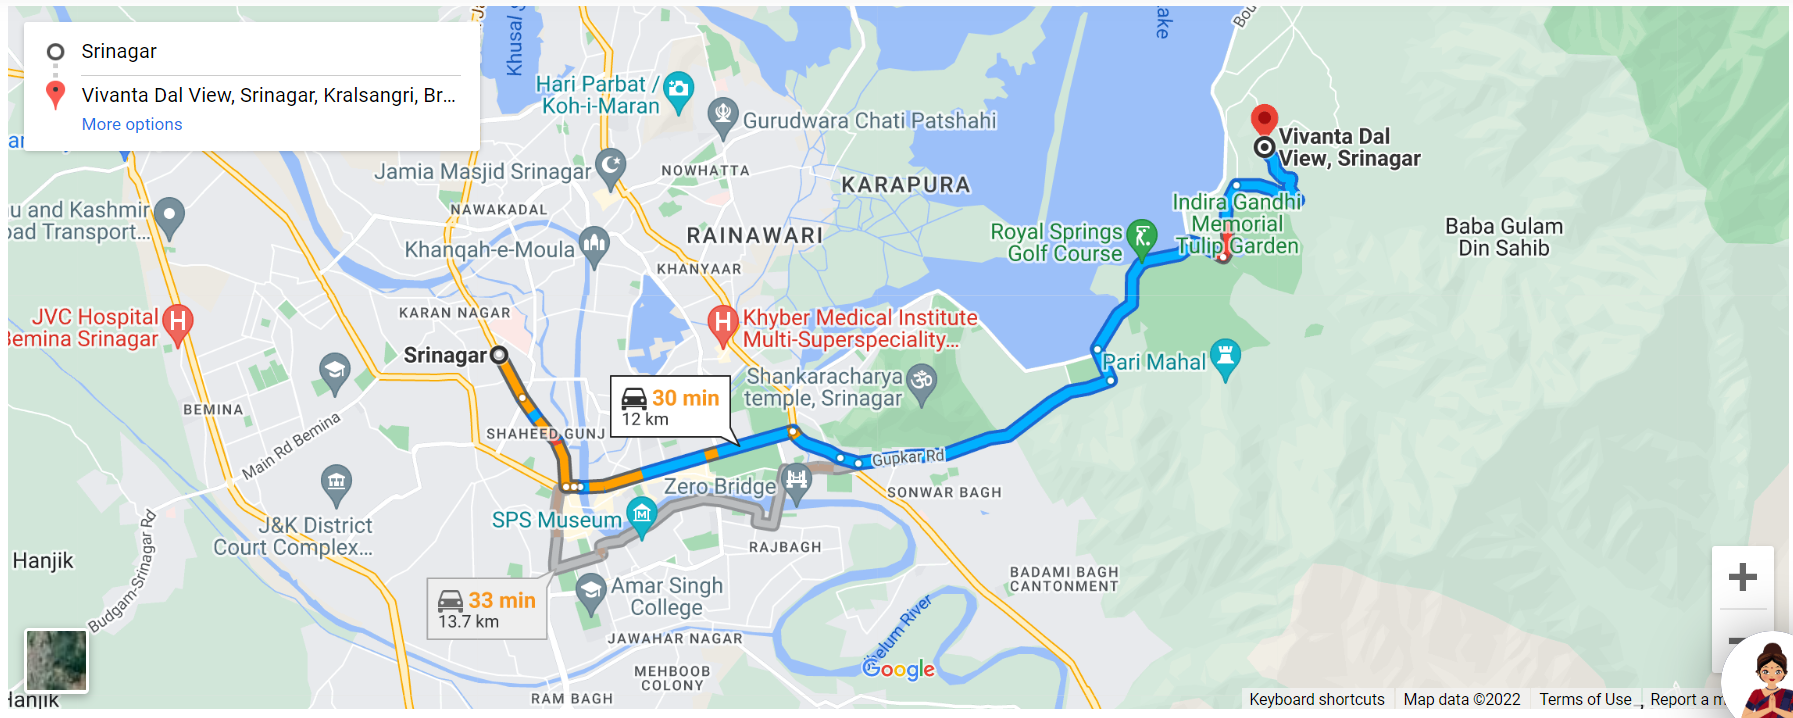 Srinagar
Vivanta Dal View, Srinagar, Kralsangri, Br...
More options
Khusal
Hari Parbat /
Koh-i-Maran
Gurudwara Chati Patshahi
Jamia Masjid Srinagar
NOWHATTA
KARAPURA
NAWAKADAL
Khanqah-e-Moula
RAINAWARI
KHANYAAR
u and Kashmir
oad Transport...
Vivanta Dal
View, Srinagar
Indira Gandhi
Memorial
Tulip Garden
Royal Springs
Golf Course
Baba Gulam
Din Sahib
JVC Hospital
Bemina Srinagar
KARAN NAGAR
Khyber Medical Institute
Multi-Superspeciality...
Srinagar
Pari Mahal
Shankaracharya
temple, Srinagar
30 min
12 km
BEMINA
Main Rd Bemina
SHAHEED GUNJ
Gupkar Rd
Zero Bridge
SONWAR BAGH
SPS Museum
J&K District
Court Complex...
RAJBAGH
Hanjik
Budgam-Srinagar Rd
BADAMI BAGH
CANTONMENT
33 min
13.7 km
Amar Singh
College
JAWAHAR NAGAR
MEHBOOB
COLONY
RAM BAGH
Jhelum River
Google
Hanjik
Keyboard shortcuts
Map data ©2022
Terms of Use
Report a m